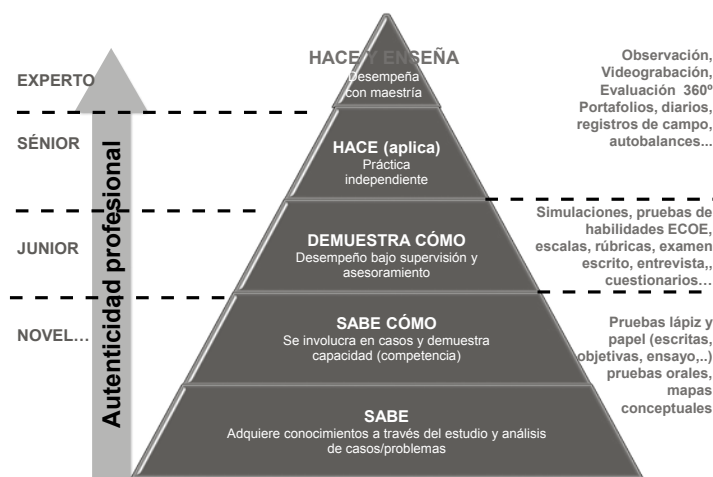 HACE Y ENSEÑA
Desempeña
con maestría
HACE (aplica)
Práctica
independiente
DEMUESTRA CÓMO
Desempeño bajo supervisión y
asesoramiento
SABE CÓMO
Se involucra en casos y demuestra
capacidad (competencia)
SABE
Adquiere conocimientos a través del estudio y análisis
de casos/problemas
EXPERTO
SÉNIOR
JUNIOR
NOVEL…
Autenticidad profesional
Observación,
Videograbación,
Evaluación 360º
Portafolios, diarios,
registros de campo,
autobalances...
Simulaciones, pruebas de
habilidades ECOE,
escalas, rúbricas, examen
escrito, entrevista,,
cuestionarios…
Pruebas lápiz y
papel (escritas,
objetivas, ensayo,..)
pruebas orales,
mapas
conceptuales